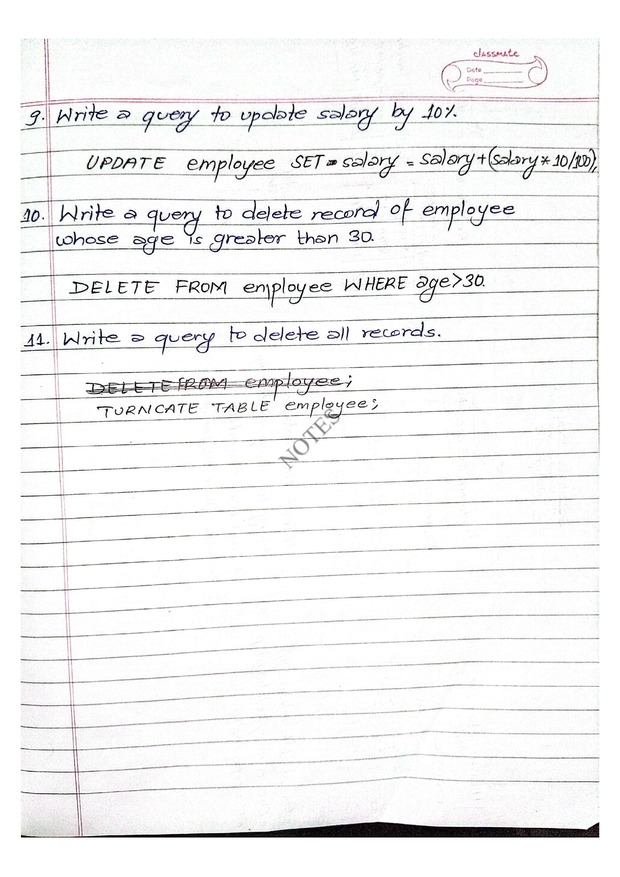 classmate
Date
Page
9. Write a query to update salary by 10%.
UPDATE employee SET salary = salary+(salary*10/100);
10. Write a query to delete record of employee
whose age is greater than 30.
DELETE FROM employee WHERE age>30.
11. Write a query to delete all records.
DELETE FROM employee;
TURNICATE TABLE employee;
NOTES